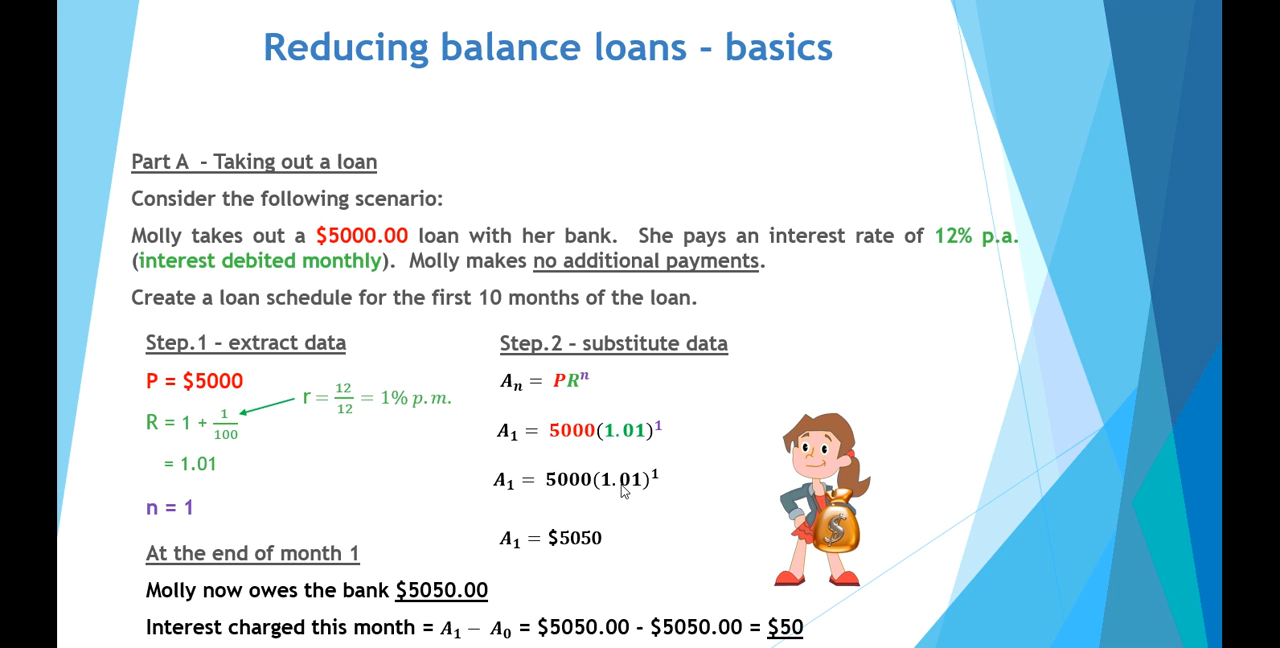 Reducing balance loans - basics
Part A - Taking out a loan
Consider the following scenario:
Molly takes out a $5000.00 loan with her bank. She pays an interest rate of 12% p.a.
(interest debited monthly). Molly makes no additional payments.
Create a loan schedule for the first 10 months of the loan.
Step.1 – extract data
P = $5000
R = 1 + 1/100
r = 12/12 = 1% p.m.
= 1.01
n = 1
Step.2 – substitute data
Aₙ = PRⁿ
A₁ = 5000(1.01)¹
A₁ = 5000(1.01)¹
A₁ = $5050
$
At the end of month 1
Molly now owes the bank $5050.00
Interest charged this month = A₁ − A₀ = $5050.00 - $5050.00 = $50